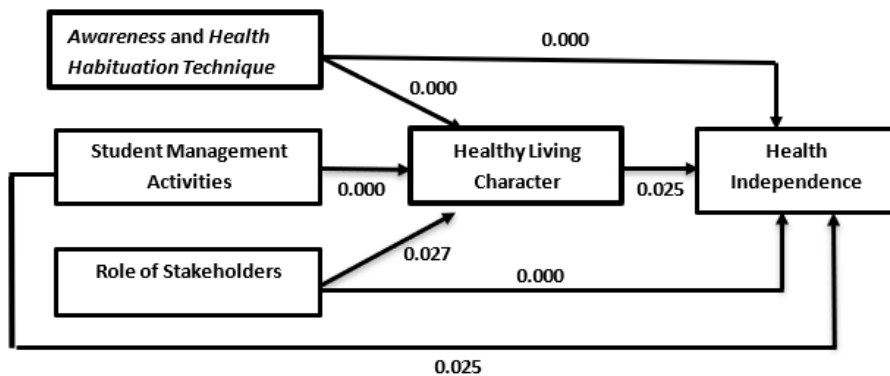 Awareness and Health
Habituation Technique
0.000
0.000
Student Management
Activities
0.000
Healthy Living
Character
0.025
Health
Independence
Role of Stakeholders
0.027
0.000
0.025